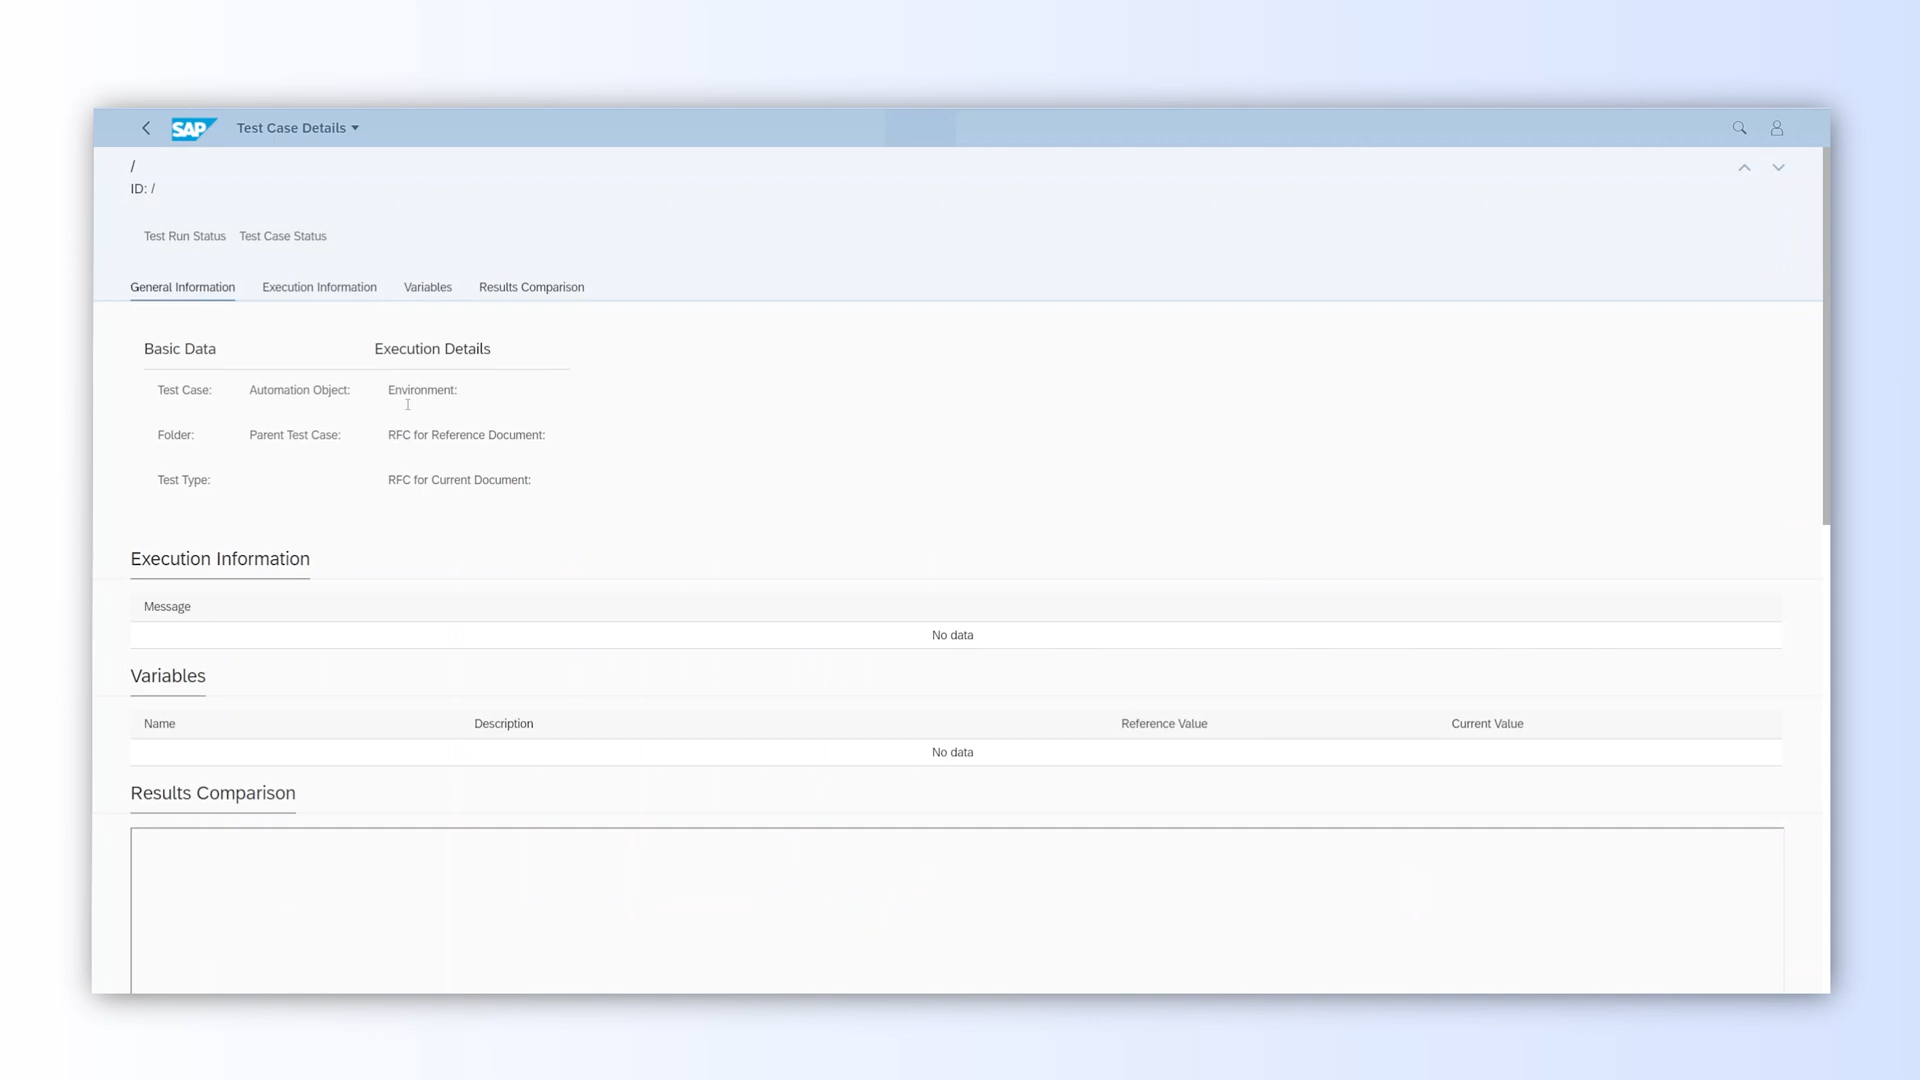 SAP Test Case Details
/
ID: /
Test Run Status Test Case Status
General Information Execution Information Variables Results Comparison
Basic Data Execution Details
Test Case: Automation Object: Environment:
Folder: Parent Test Case: RFC for Reference Document:
Test Type: RFC for Current Document:
Execution Information
Message
No data
Variables
Name Description Reference Value Current Value
No data
Results Comparison